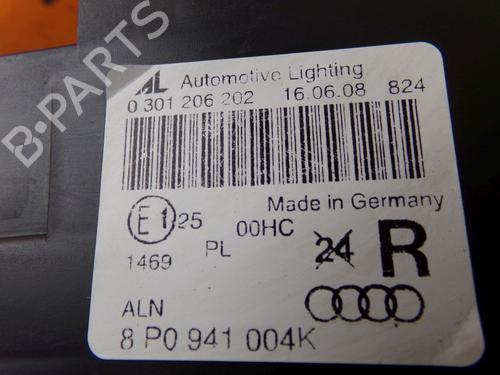 AL Automotive Lighting
0 301 206 202 16.06.08 824
Made in Germany
E1 25 00HC 24 R
1469 PL
ALN
8 P0 941 004K
B-PARTS